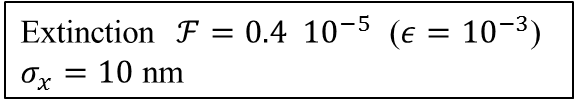 Extinction ℱ = 0.4 10⁻⁵ (ϵ = 10⁻³)
σₓ = 10 nm